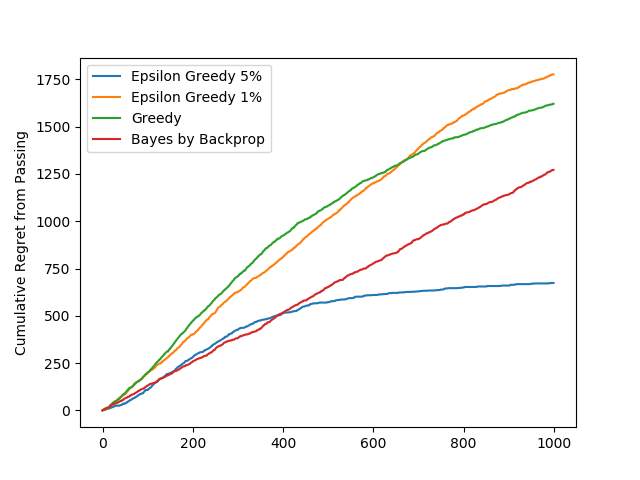 Epsilon Greedy 5%
Epsilon Greedy 1%
Greedy
Bayes by Backprop
Cumulative Regret from Passing
1750
1500
1250
1000
750
500
250
0
0 200 400 600 800 1000